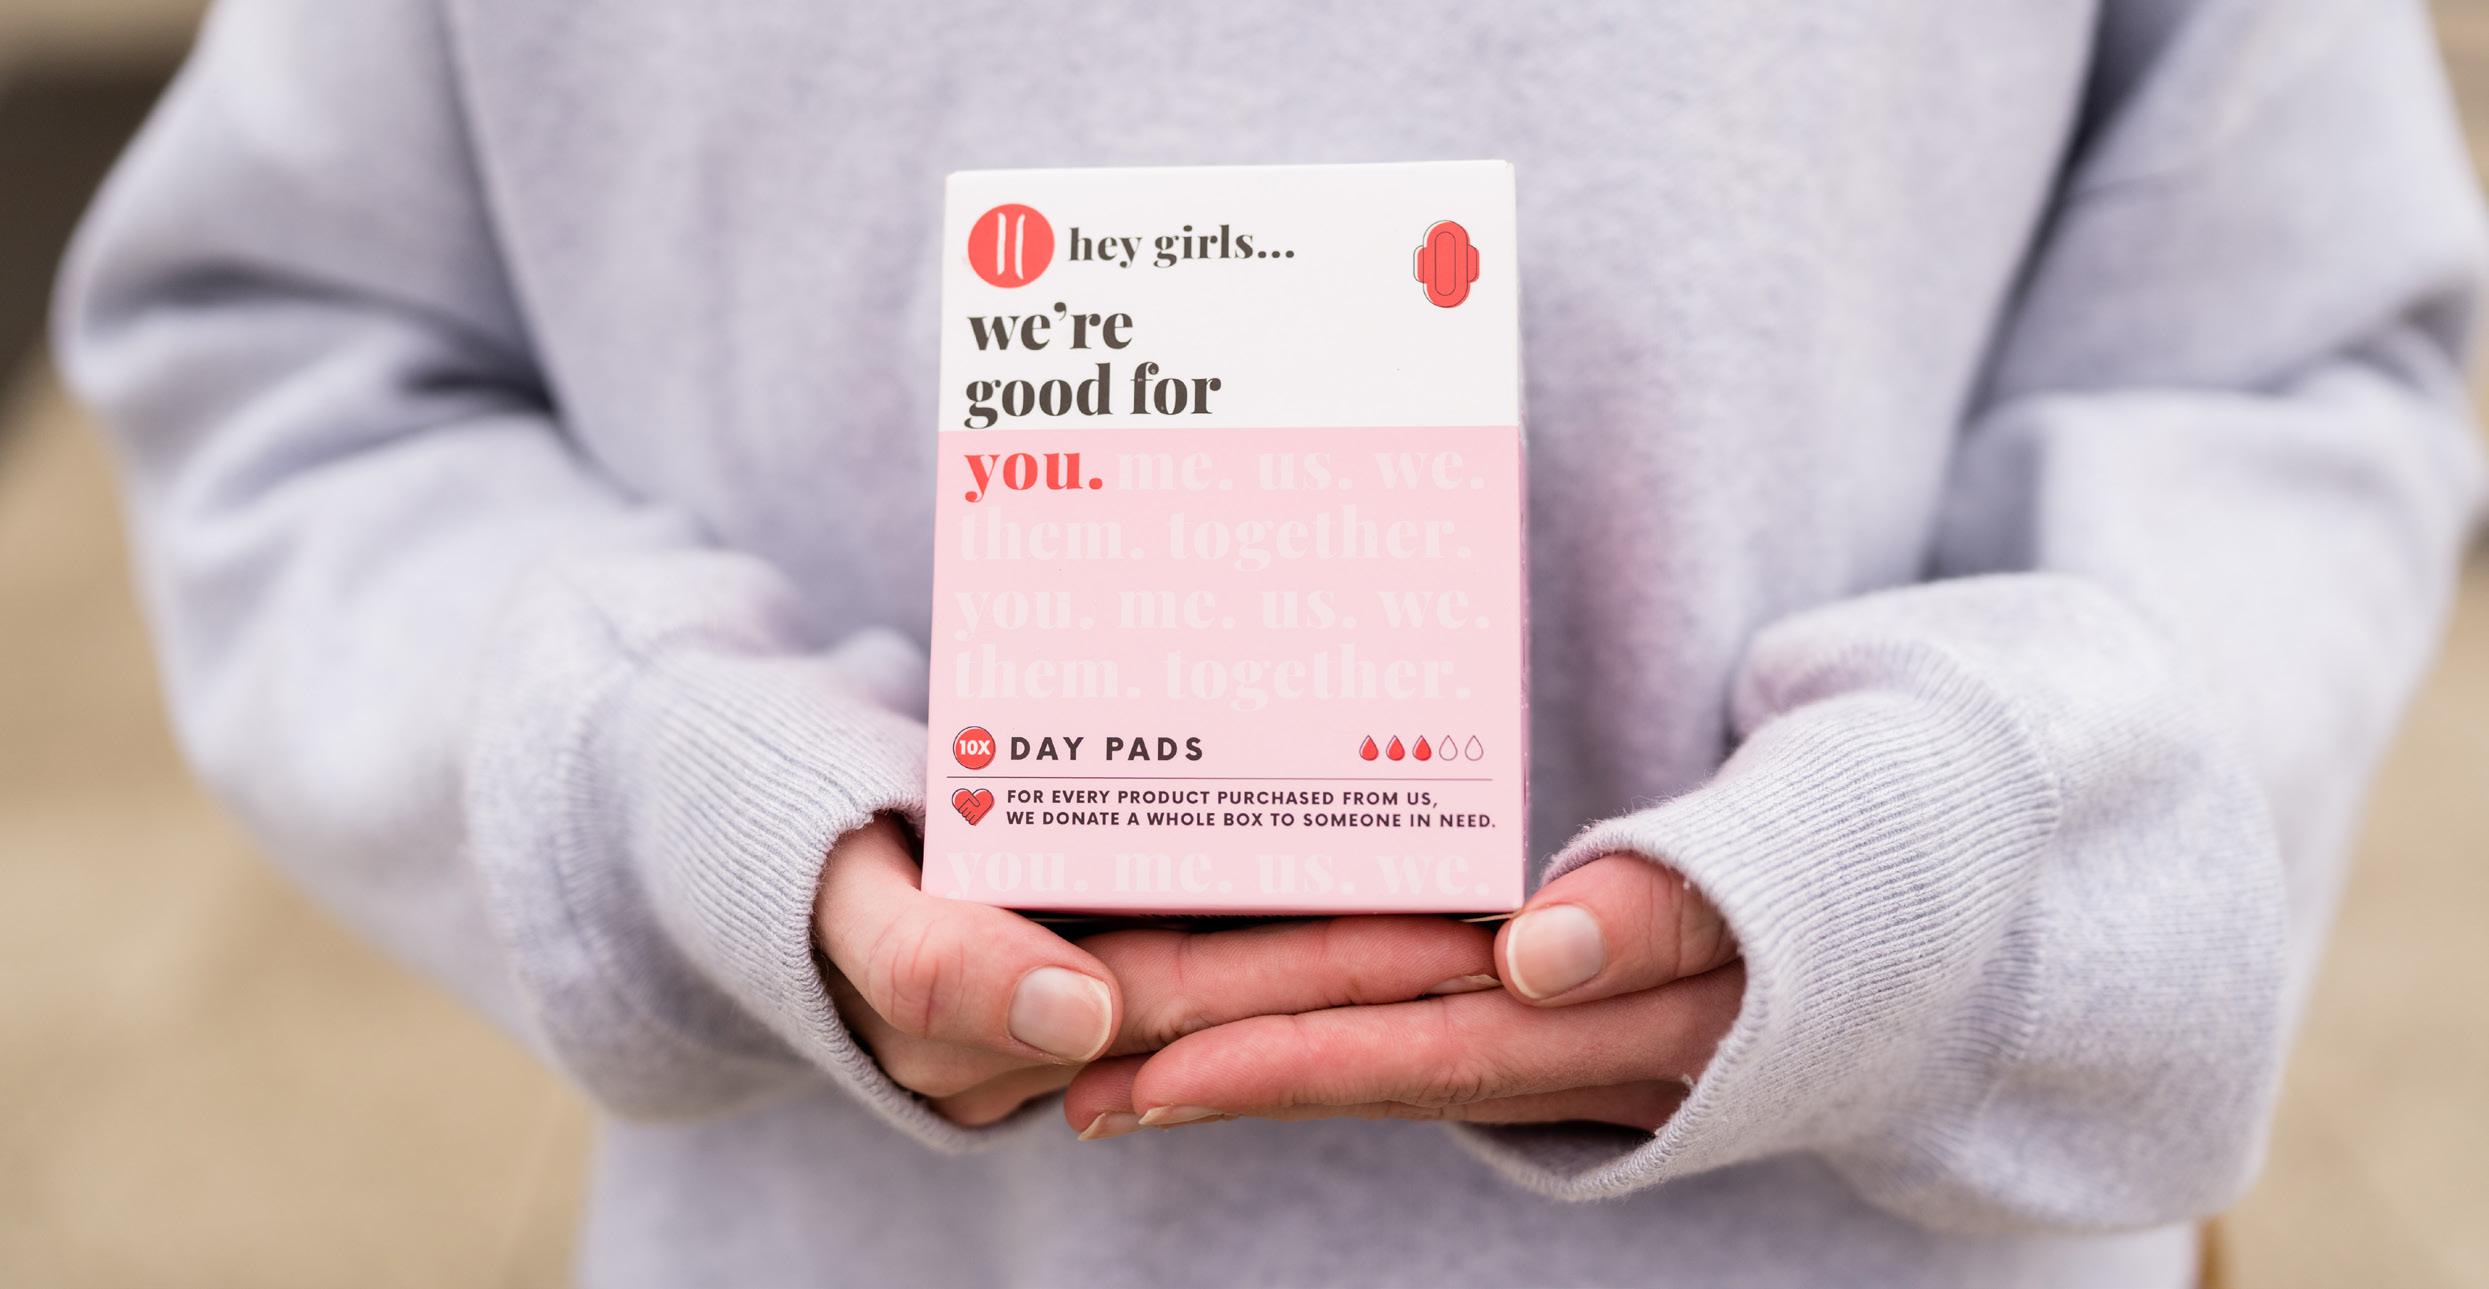 hey girls...
we're
good for
you. me. us. we.
them. together.
you. me. us. we.
them. together.
10X DAY PADS
FOR EVERY PRODUCT PURCHASED FROM US,
WE DONATE A WHOLE BOX TO SOMEONE IN NEED.
you. me. us. we.